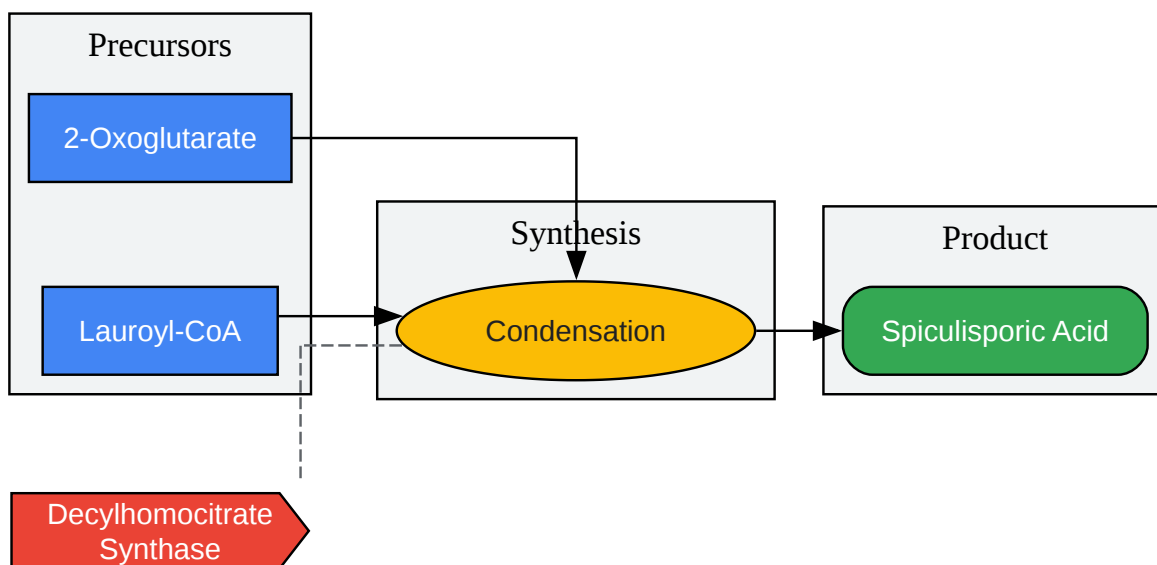 Precursors
2-Oxoglutarate
Synthesis
Product
Lauroyl-CoA
Condensation
Spiculisporic Acid
Decylhomocitrate
Synthase